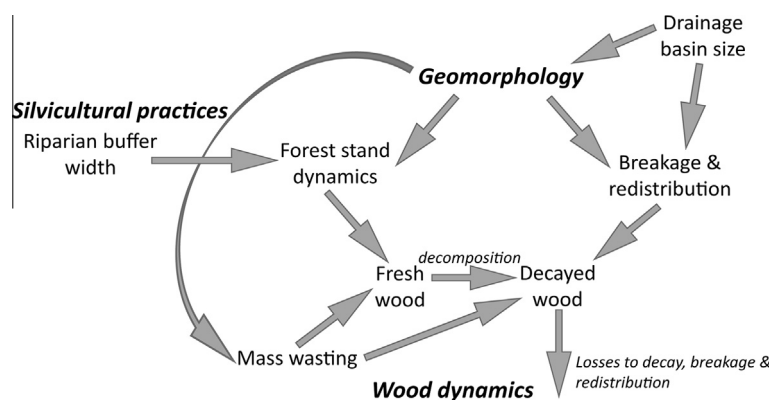 Drainage
basin size
Geomorphology
Silvicultural practices
Riparian buffer
width
Forest stand
dynamics
Breakage &
redistribution
decomposition
Fresh
wood
Decayed
wood
Mass wasting
Losses to decay, breakage &
redistribution
Wood dynamics